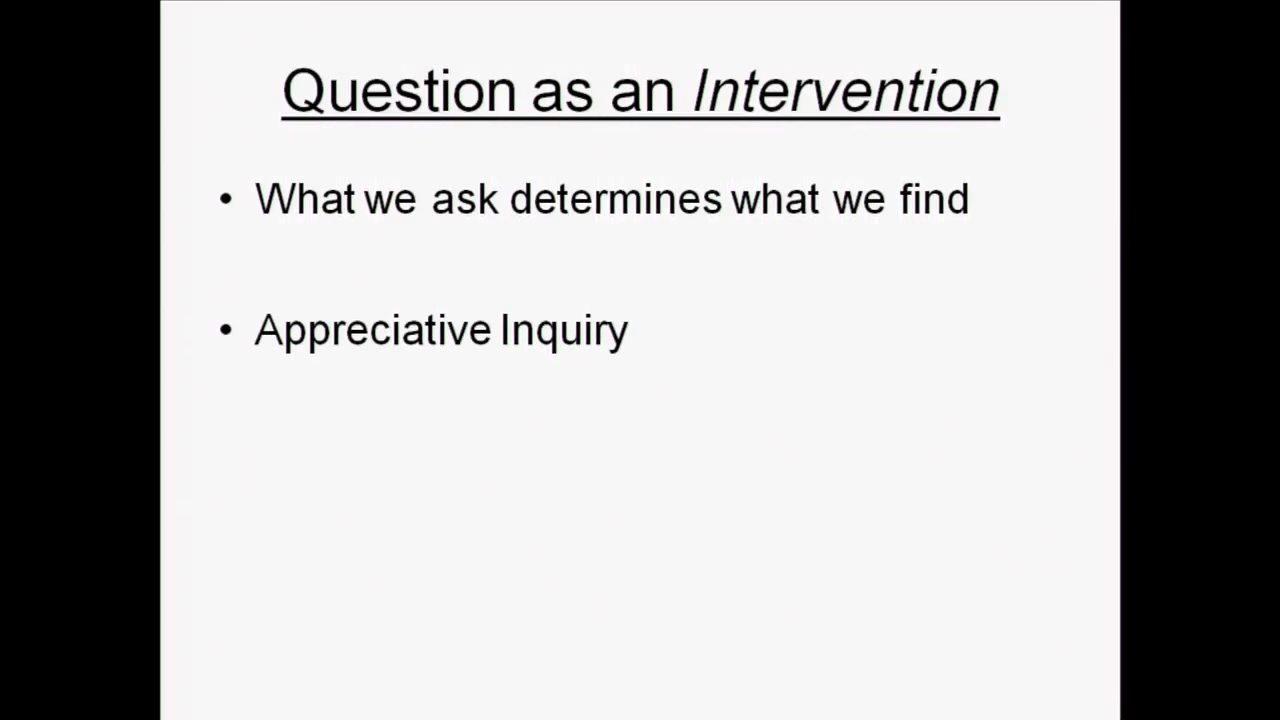 Question as an Intervention
• What we ask determines what we find
• Appreciative Inquiry